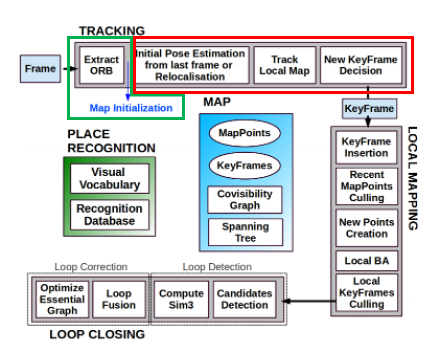 TRACKING
Frame
Extract
ORB
Initial Pose Estimation
from last frame or
Relocalisation
Track
Local Map
New KeyFrame
Decision
Map Initialization
MAP
KeyFrame
PLACE
RECOGNITION
Visual
Vocabulary
Recognition
Database
MapPoints
KeyFrames
Covisibility
Graph
Spanning
Tree
LOCAL MAPPING
KeyFrame
Insertion
Recent
MapPoints
Culling
New Points
Creation
Local BA
Local
KeyFrames
Culling
Loop Correction
Loop Detection
Optimize
Essential
Graph
Loop
Fusion
Compute
Sim3
Candidates
Detection
LOOP CLOSING